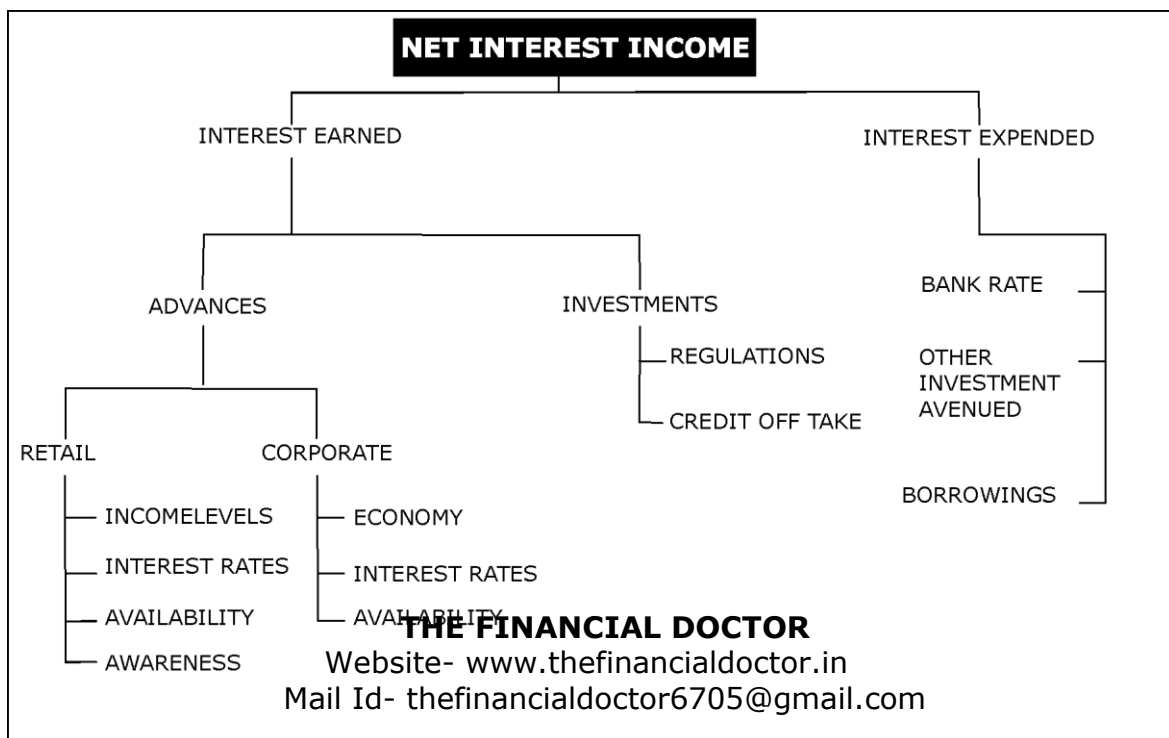 NET INTEREST INCOME
INTEREST EARNED
INTEREST EXPENDED
ADVANCES
INVESTMENTS
BANK RATE
REGULATIONS
OTHER
INVESTMENT
AVENUED
CREDIT OFF TAKE
RETAIL
CORPORATE
BORROWINGS
INCOMELEVELS
ECONOMY
INTEREST RATES
INTEREST RATES
AVAILABILITY
AVAILABILITY
AWARENESS
THE FINANCIAL DOCTOR
Website- www.thefinancialdoctor.in
Mail Id- thefinancialdoctor6705@gmail.com